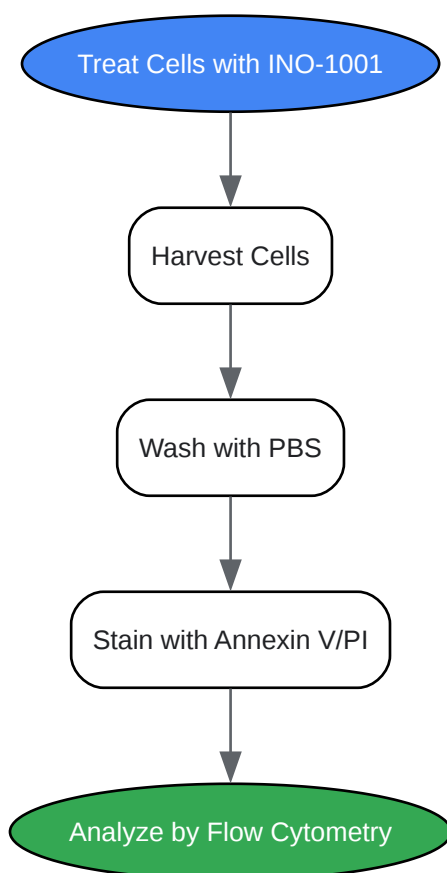 Treat Cells with INO-1001
Harvest Cells
Wash with PBS
Stain with Annexin V/PI
Analyze by Flow Cytometry